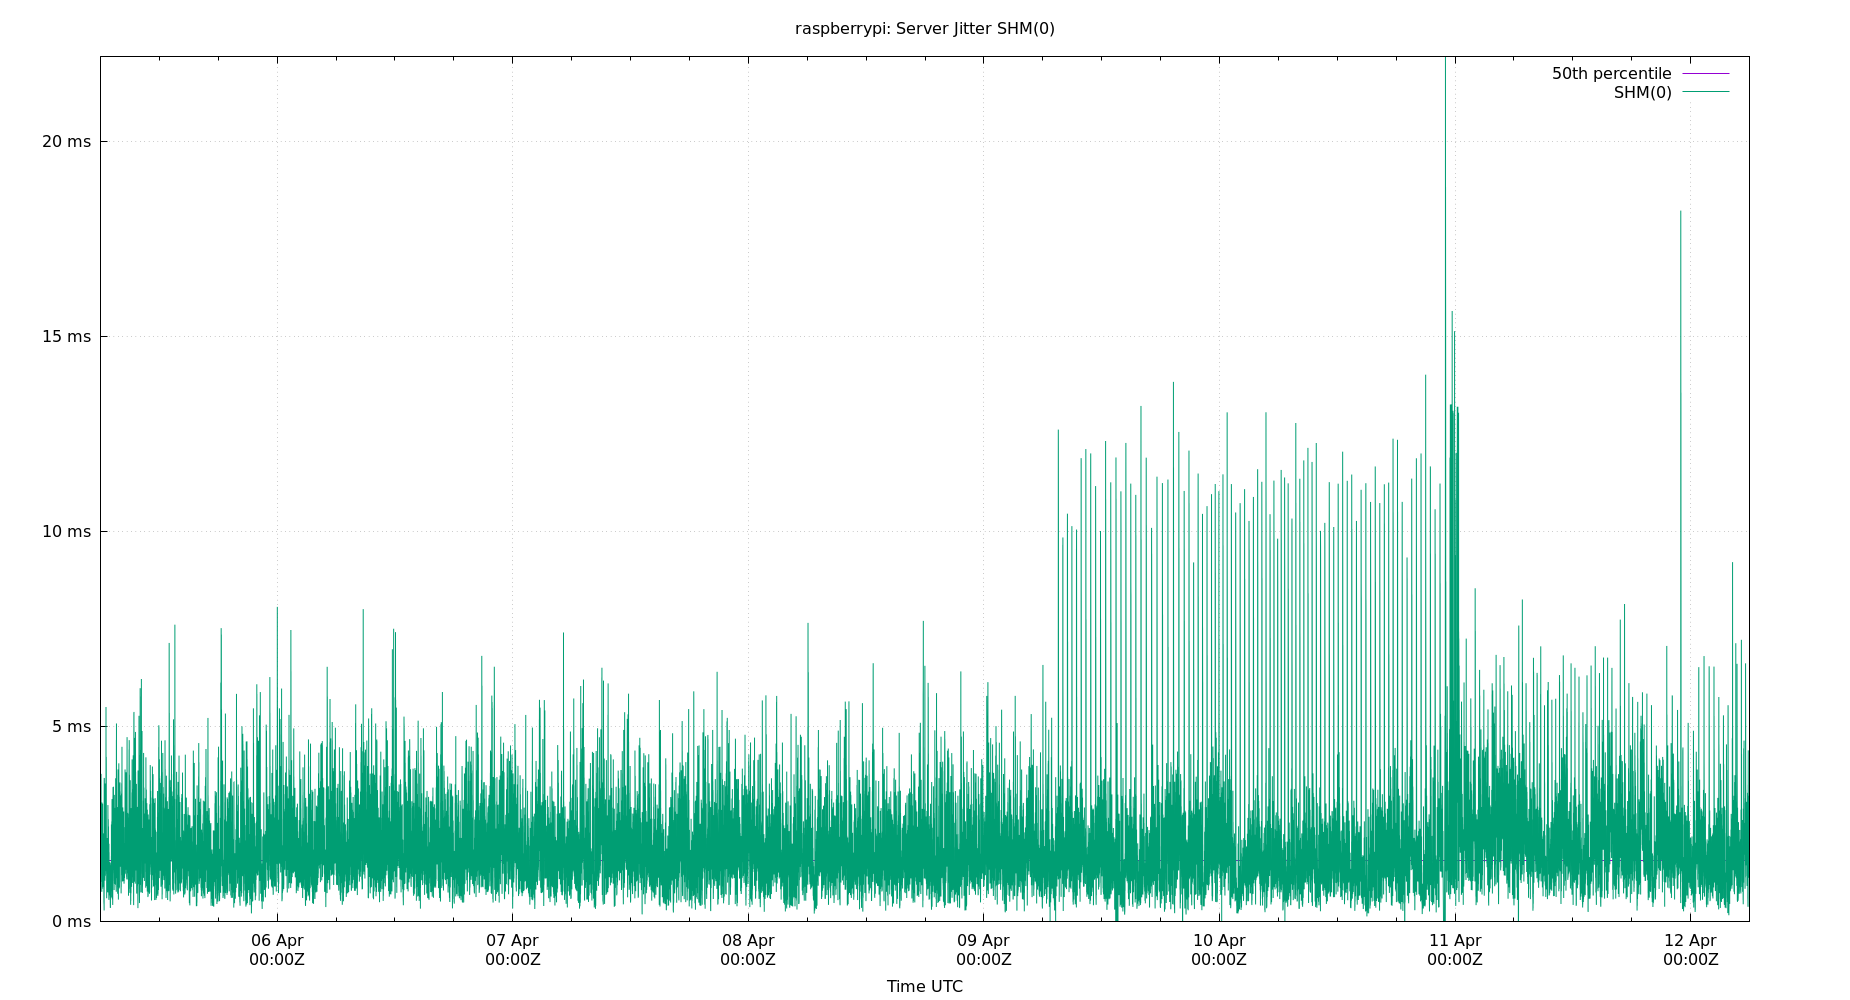 raspberrypi: Server Jitter SHM(0)
50th percentile
SHM(0)
20 ms
15 ms
10 ms
5 ms
0 ms
06 Apr 07 Apr 08 Apr 09 Apr 10 Apr 11 Apr 12 Apr
00:00Z 00:00Z 00:00Z 00:00Z 00:00Z 00:00Z 00:00Z
Time UTC